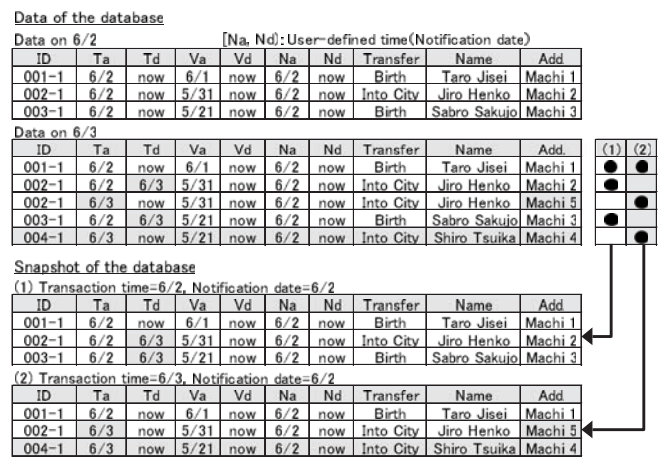 Data of the database
Data on 6/2 [Na, Nd):User-defined time(Notification date)
ID Ta Td Va Vd Na Nd Transfer Name Add.
001-1 6/2 now 6/1 now 6/2 now Birth Taro Jisei Machi 1
002-1 6/2 now 5/31 now 6/2 now Into City Jiro Henko Machi 2
003-1 6/2 now 5/21 now 6/2 now Birth Sabro Sakujo Machi 3
Data on 6/3
ID Ta Td Va Vd Na Nd Transfer Name Add. (1) (2)
001-1 6/2 now 6/1 now 6/2 now Birth Taro Jisei Machi 1
002-1 6/2 6/3 5/31 now 6/2 now Into City Jiro Henko Machi 2
002-1 6/3 now 5/31 now 6/2 now Into City Jiro Henko Machi 5
003-1 6/2 6/3 5/21 now 6/2 now Birth Sabro Sakujo Machi 3
004-1 6/3 now 5/21 now 6/2 now Into City Shiro Tsuika Machi 4
Snapshot of the database
(1) Transaction time=6/2, Notification date=6/2
ID Ta Td Va Vd Na Nd Transfer Name Add.
001-1 6/2 now 6/1 now 6/2 now Birth Taro Jisei Machi 1
002-1 6/2 6/3 5/31 now 6/2 now Into City Jiro Henko Machi 2
003-1 6/2 6/3 5/21 now 6/2 now Birth Sabro Sakujo Machi 3
(2) Transaction time=6/3, Notification date=6/2
ID Ta Td Va Vd Na Nd Transfer Name Add.
001-1 6/2 now 6/1 now 6/2 now Birth Taro Jisei Machi 1
002-1 6/3 now 5/31 now 6/2 now Into City Jiro Henko Machi 5
004-1 6/3 now 5/21 now 6/2 now Into City Shiro Tsuika Machi 4